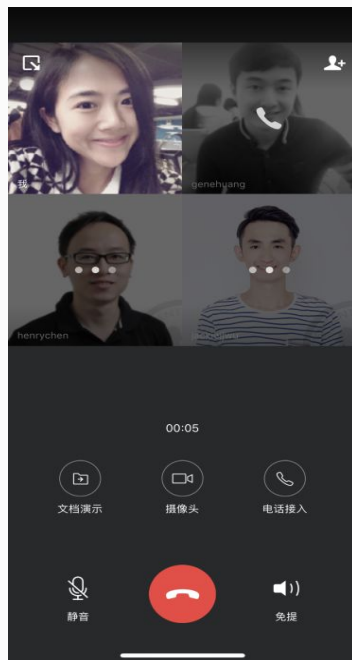 我
genehuang
henrychen
00:05
文档演示
摄像头
电话接入
静音
免提